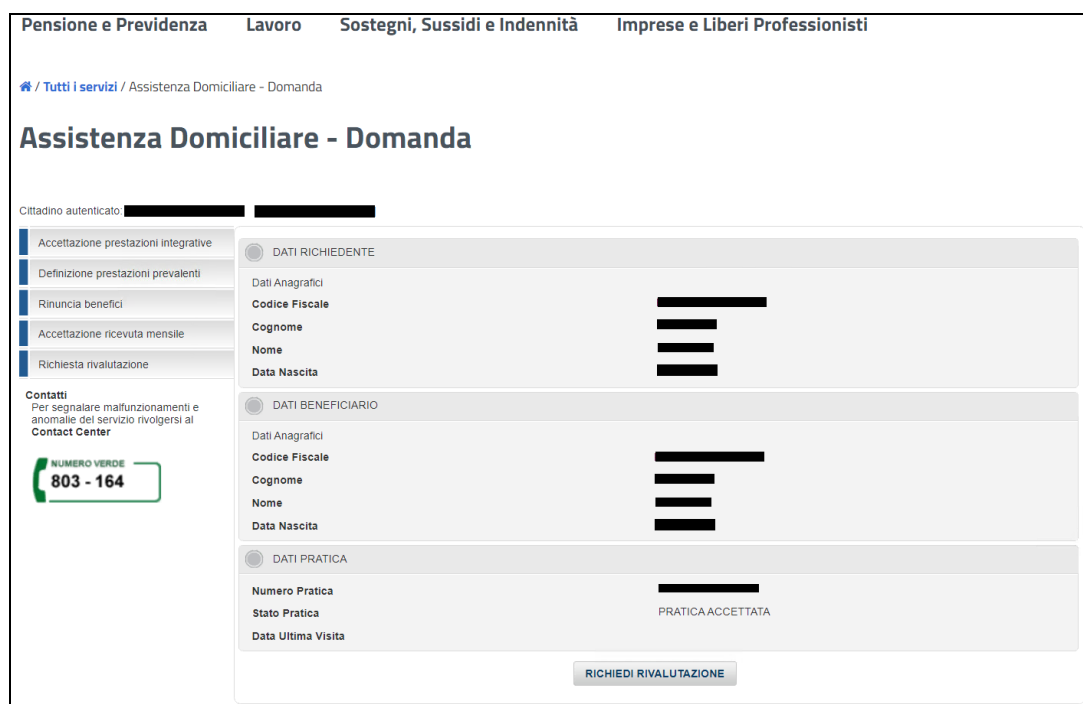 Pensione e Previdenza Lavoro Sostegni, Sussidi e Indennità Imprese e Liberi Professionisti
/ Tutti i servizi / Assistenza Domiciliare - Domanda
Assistenza Domiciliare - Domanda
Cittadino autenticato:
Accettazione prestazioni integrative
Definizione prestazioni prevalenti
Rinuncia benefici
Accettazione ricevuta mensile
Richiesta rivalutazione
Contatti
Per segnalare malfunzionamenti e
anomalie del servizio rivolgersi al
Contact Center
NUMERO VERDE
803 - 164
DATI RICHIEDENTE
Dati Anagrafici
Codice Fiscale
Cognome
Nome
Data Nascita
DATI BENEFICIARIO
Dati Anagrafici
Codice Fiscale
Cognome
Nome
Data Nascita
DATI PRATICA
Numero Pratica
Stato Pratica PRATICA ACCETTATA
Data Ultima Visita
RICHIEDI RIVALUTAZIONE